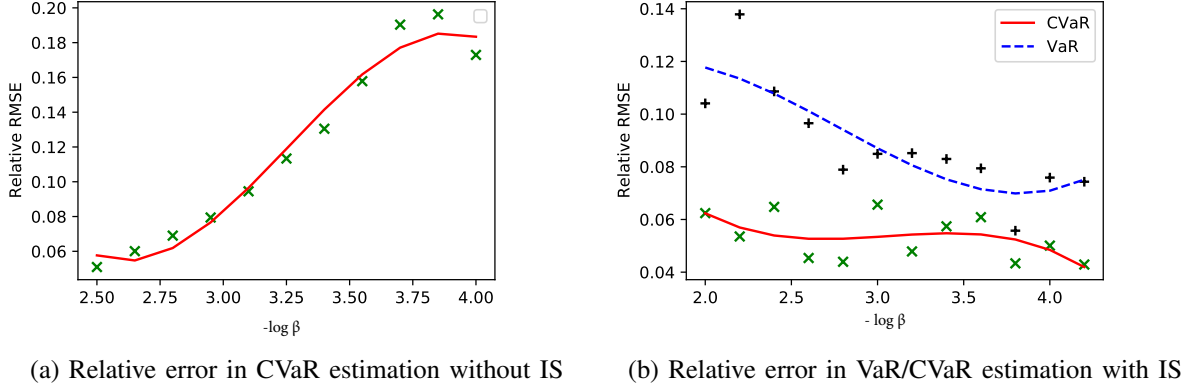 0.20
0.18
0.16
0.14
0.12
0.10
0.08
0.06
Relative RMSE
2.50 2.75 3.00 3.25 3.50 3.75 4.00
-log β
(a) Relative error in CVaR estimation without IS
0.14
0.12
0.10
0.08
0.06
0.04
Relative RMSE
CVaR
VaR
2.0 2.5 3.0 3.5 4.0
- log β
(b) Relative error in VaR/CVaR estimation with IS